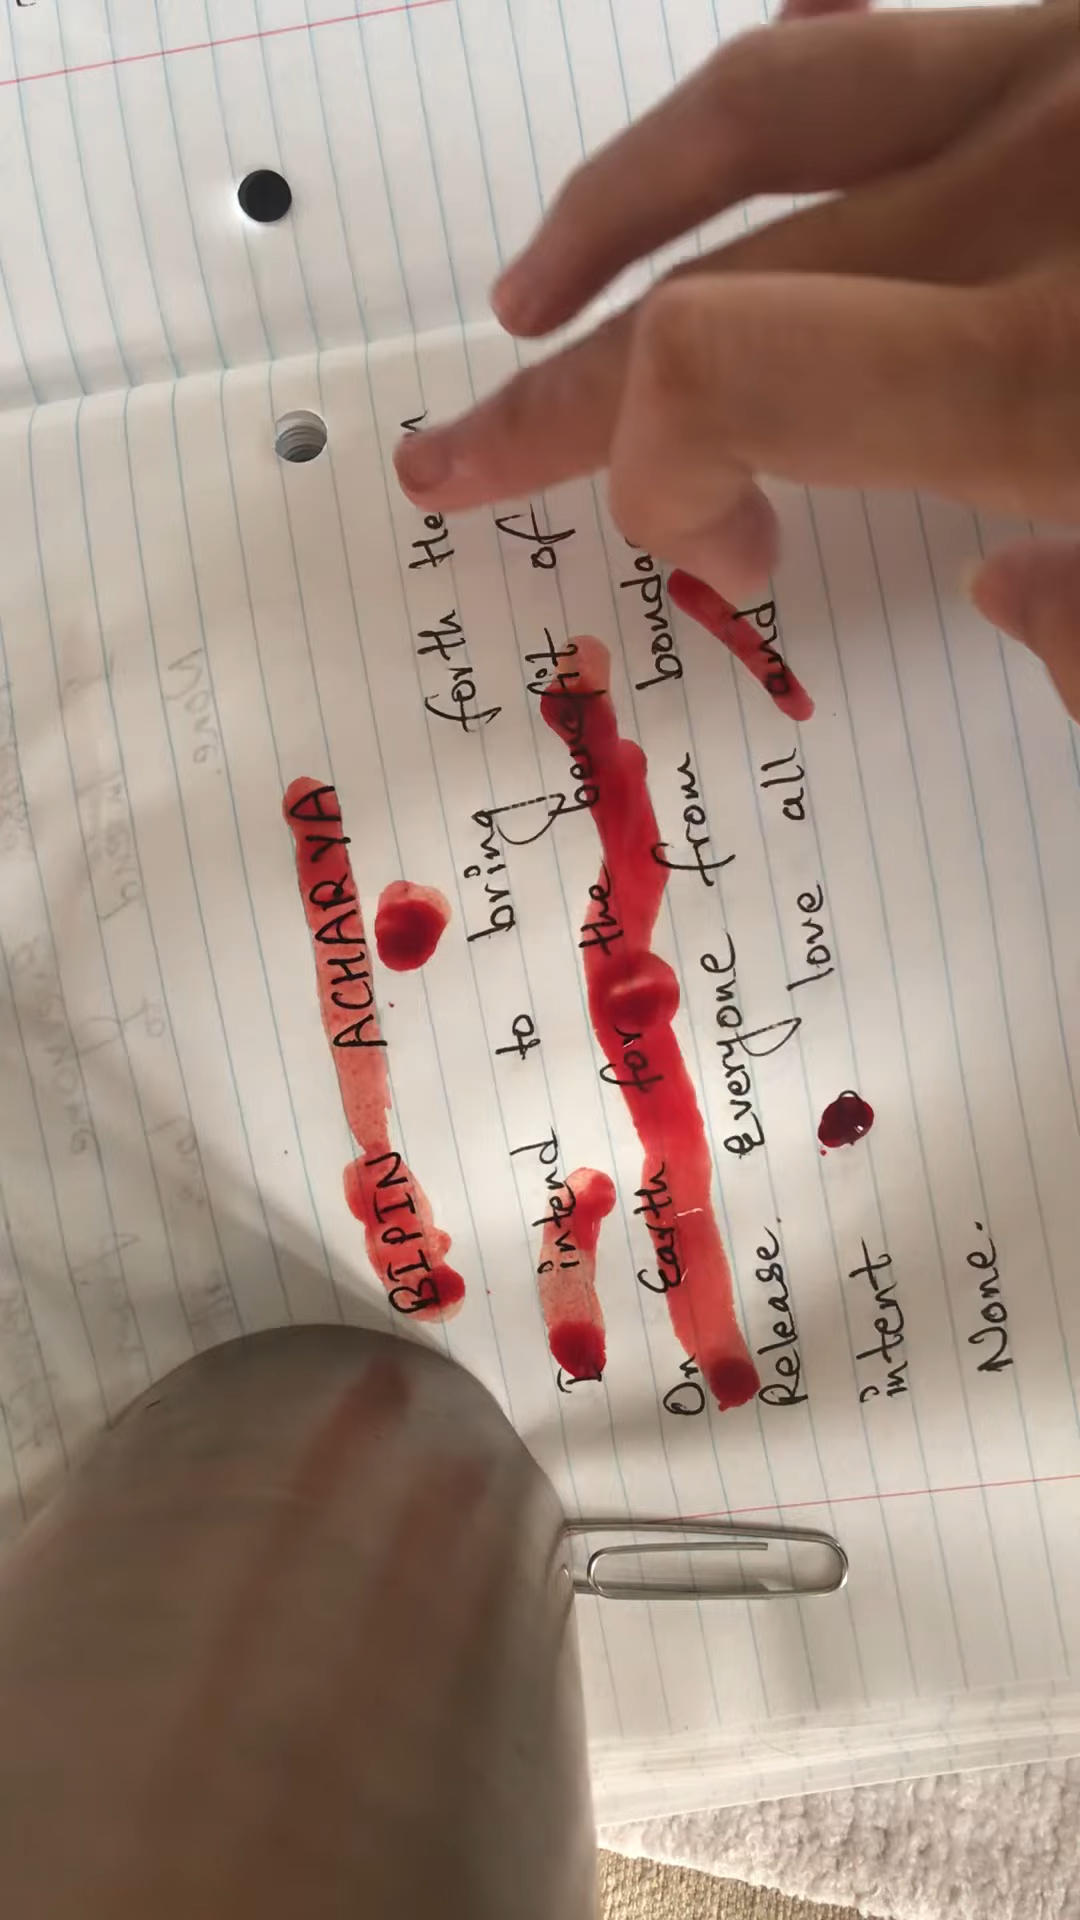 BIPIN ACHARYA
I intend to bring forth the
On Earth for the benefit of
Release Everyone from
intent love all and
None.